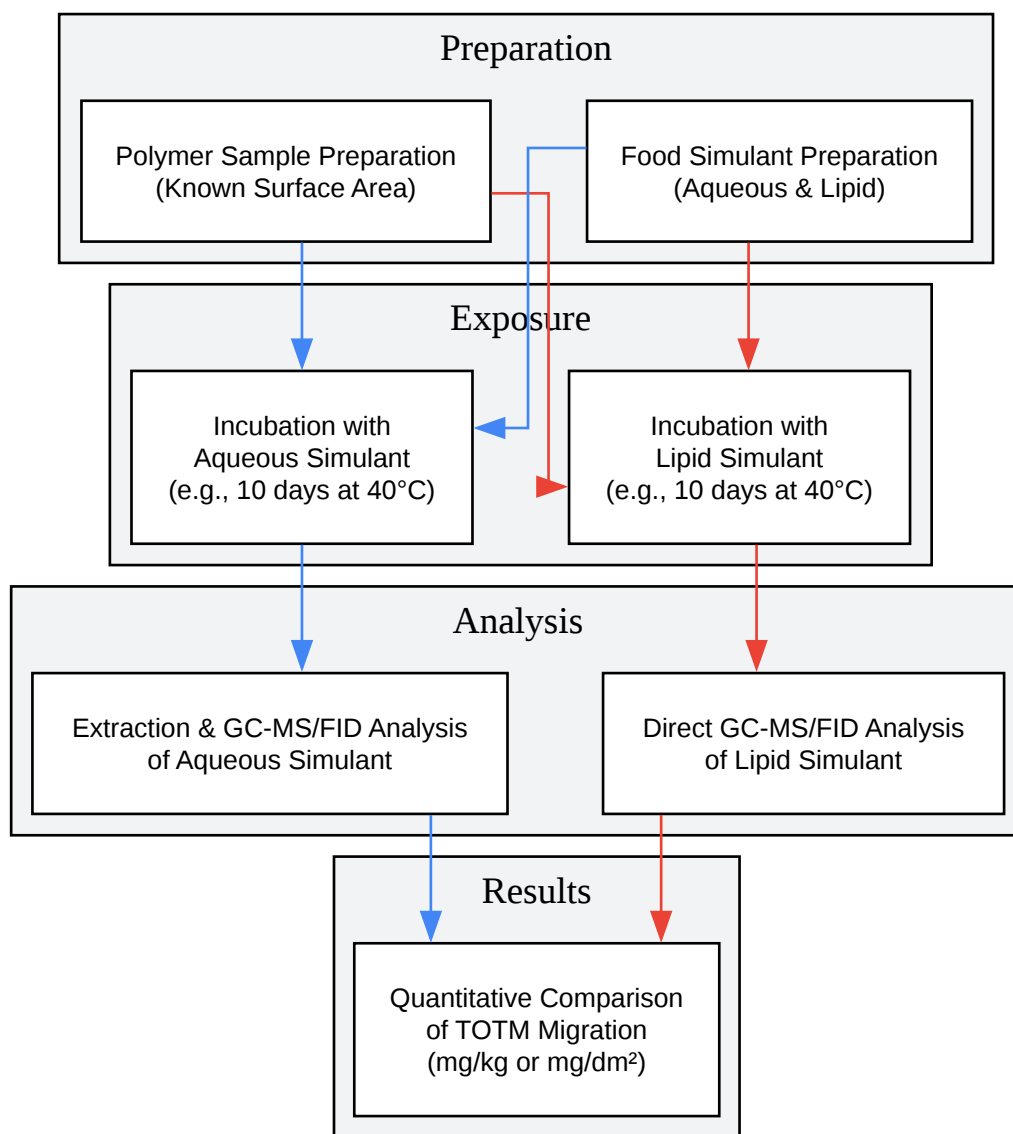 Preparation
Polymer Sample Preparation
(Known Surface Area)
Food Simulant Preparation
(Aqueous & Lipid)
Exposure
Incubation with
Aqueous Simulant
(e.g., 10 days at 40°C)
Incubation with
Lipid Simulant
(e.g., 10 days at 40°C)
Analysis
Extraction & GC-MS/FID Analysis
of Aqueous Simulant
Direct GC-MS/FID Analysis
of Lipid Simulant
Results
Quantitative Comparison
of TOTM Migration
(mg/kg or mg/dm²)